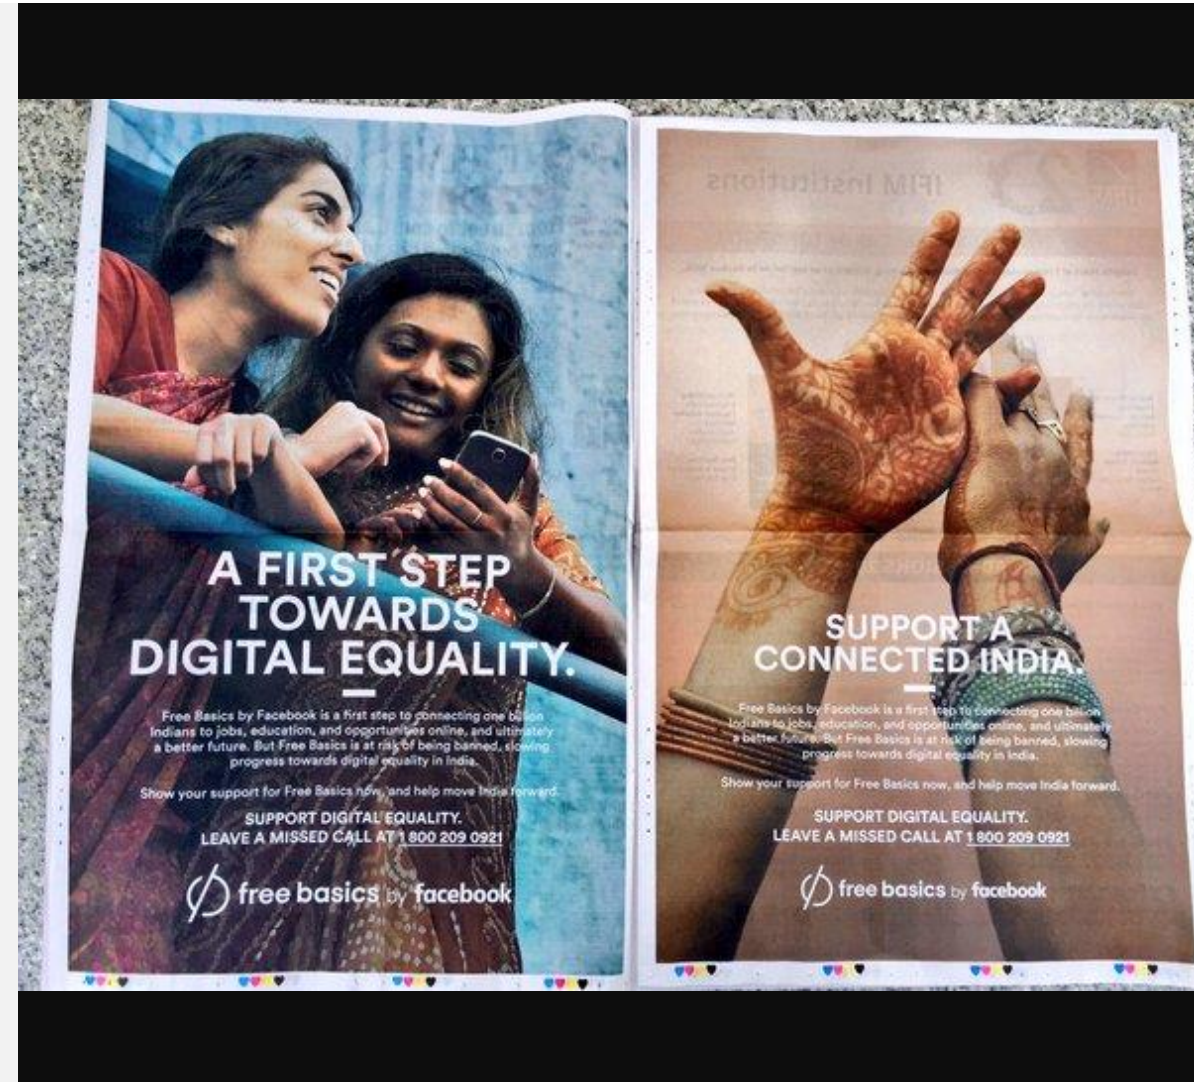 A FIRST STEP
TOWARDS
DIGITAL EQUALITY.
Free Basics by Facebook is a first step to connecting one billion
Indians to jobs, education, and opportunities online, and ultimately
a better future. But Free Basics is at risk of being banned, slowing
progress towards digital equality in India.
Show your support for Free Basics now, and help move India forward.
SUPPORT DIGITAL EQUALITY.
LEAVE A MISSED CALL AT 1 800 209 0921
free basics by facebook
IFIM Institutions
SUPPORT A
CONNECTED INDIA.
Free Basics by Facebook is a first step to connecting one billion
Indians to jobs, education, and opportunities online, and ultimately
a better future. But Free Basics is at risk of being banned, slowing
progress towards digital equality in India.
Show your support for Free Basics now, and help move India forward.
SUPPORT DIGITAL EQUALITY.
LEAVE A MISSED CALL AT 1 800 209 0921
free basics by facebook